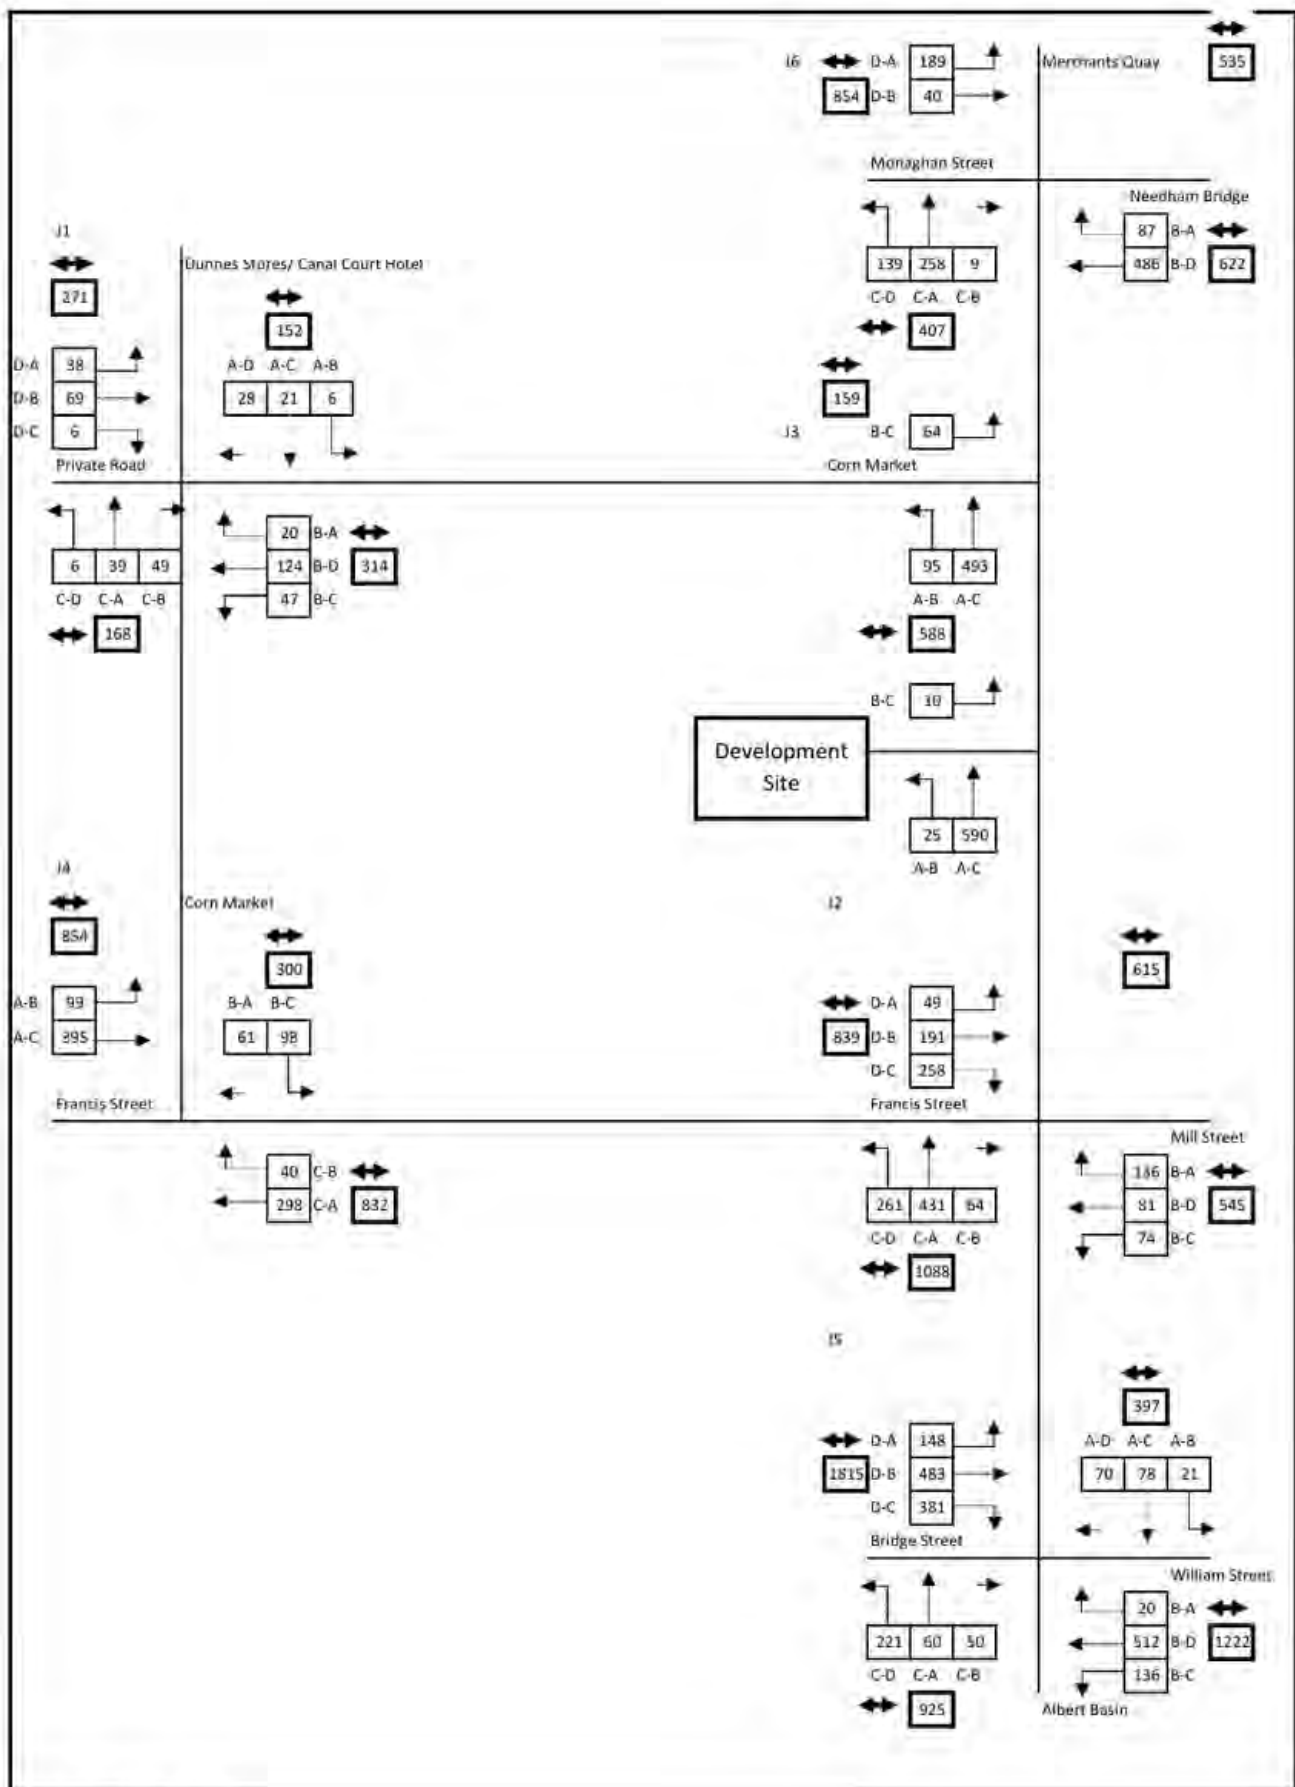 535
J6 D-A 189 Merchants Quay
854 D-B 40
Monaghan Street
Needham Bridge
87 B-A
139 258 9 486 B-D 622
C-D C-A C-B
407
J1
271
Dunnes Stores/ Canal Court Hotel
152
D-A 38 A-D A-C A-B
D-B 69 28 21 6
D-C 6
Private Road
159
J3 B-C 64
Corn Market
20 B-A
6 39 49 124 B-D 314
C-D C-A C-B 47 B-C
168
95 493
A-B A-C
588
B-C 10
Development
Site
25 590
A-B A-C
J4
854
Corn Market
300
A-B 99 B-A B-C
A-C 395 61 98
Francis Street
J2
615
D-A 49
839 D-B 191
D-C 258
Francis Street
Mill Street
40 C-B
298 C-A 832
186 B-A
261 431 64 81 B-D 545
C-D C-A C-B 74 B-C
1088
J5
397
D-A 148 A-D A-C A-B
1815 D-B 483 70 78 21
D-C 381
Bridge Street
William Street
20 B-A
221 60 50 512 B-D 1222
C-D C-A C-B 136 B-C
925 Albert Basin